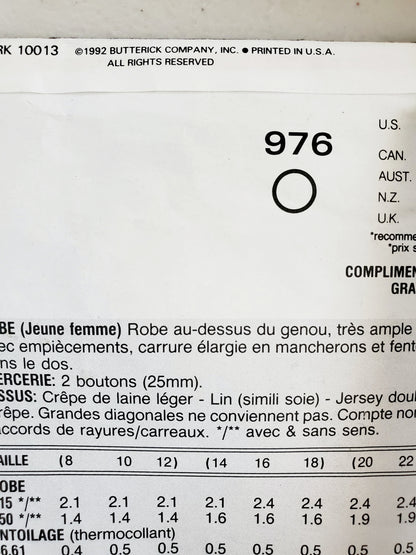 RK 10013 ©1992 BUTTERICK COMPANY, INC. ● PRINTED IN U.S.A.
ALL RIGHTS RESERVED
976
U.S.
CAN.
AUST.
N.Z.
U.K.
*recomme
*prix s
COMPLIMEN
GRA
BE (Jeune femme) Robe au-dessus du genou, très ample
ec empiècements, carrure élargie en mancherons et fent
ns le dos.
ERCERIE: 2 boutons (25mm).
SSUS: Crêpe de laine léger - Lin (simili soie) - Jersey doul
rêpe. Grandes diagonales ne conviennent pas. Compte nor
accords de rayures/carreaux. */** avec & sans sens.
AILLE (8 10 12) (14 16 18) (20 22
OBE
15 */** 2.1 2.1 2.1 2.1 2.4 2.4 2.4 2.4
50 */** 1.4 1.4 1.4 1.6 1.6 1.6 1.9 1.9
NTOILAGE (thermocollant)
6.61 0.4 0.5 0.5 0.5 0.5 0.5 0.5 0.5